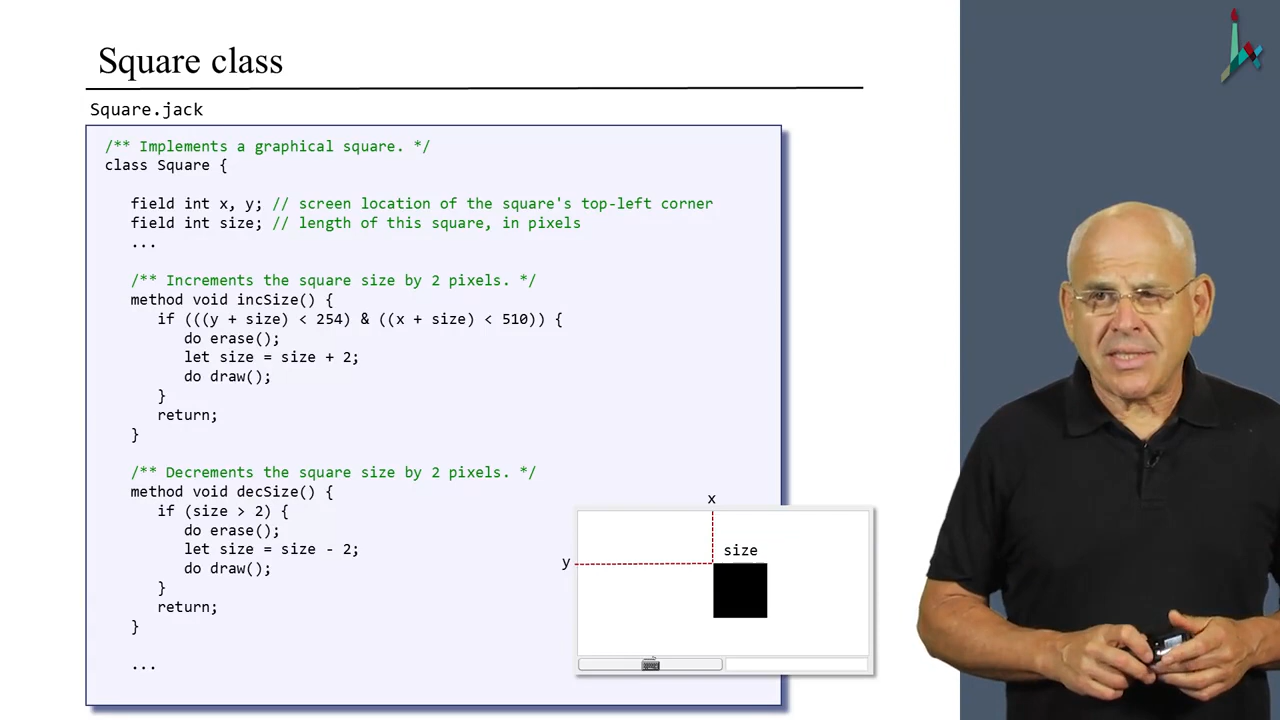 Square class
Square.jack
/** Implements a graphical square. */
class Square {
field int x, y; // screen location of the square's top-left corner
field int size; // length of this square, in pixels
...
/** Increments the square size by 2 pixels. */
method void incSize() {
if (((y + size) < 254) & ((x + size) < 510)) {
do erase();
let size = size + 2;
do draw();
}
return;
}
/** Decrements the square size by 2 pixels. */
method void decSize() {
if (size > 2) {
do erase();
let size = size - 2;
do draw();
}
return;
}
...
x
size
y